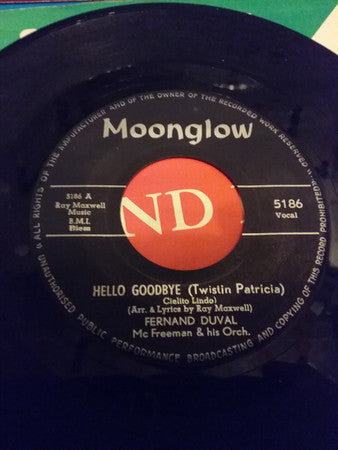 & ALL RIGHTS OF THE MANUFACTURER AND OF THE OWNER OF THE RECORDED WORK RESERVED
Moonglow
5186 A
Ray Maxwell
Music
B.M.I.
Biem
ND
5186
Vocal
HELLO GOODBYE (Twistin Patricia)
(Cielito Lindo)
(Arr. & Lyrics by Ray Maxwell)
FERNAND DUVAL
Mc Freeman & his Orch.
UNAUTHORISED PUBLIC PERFORMANCE BROADCASTING AND COPYING OF THIS RECORD PROHIBITED